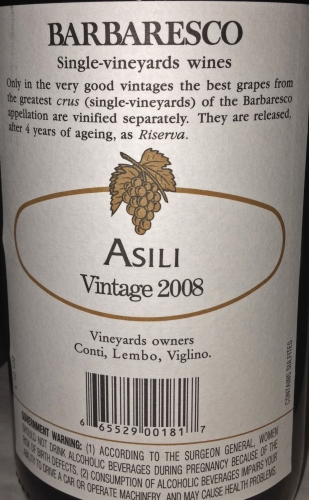 BARBARESCO
Single-vineyards wines
Only in the very good vintages the best grapes from
the greatest crus (single-vineyards) of the Barbaresco
appellation are vinified separately. They are released,
after 4 years of ageing, as Riserva.
ASILI
Vintage 2008
Vineyards owners
Conti, Lembo, Viglino.
6 65529 00181 7
CONTAINS SULFITES
GOVERNMENT WARNING: (1) ACCORDING TO THE SURGEON GENERAL, WOMEN
SHOULD NOT DRINK ALCOHOLIC BEVERAGES DURING PREGNANCY BECAUSE OF THE
RISK OF BIRTH DEFECTS. (2) CONSUMPTION OF ALCOHOLIC BEVERAGES IMPAIRS YOUR
ABILITY TO DRIVE A CAR OR OPERATE MACHINERY, AND MAY CAUSE HEALTH PROBLEMS.